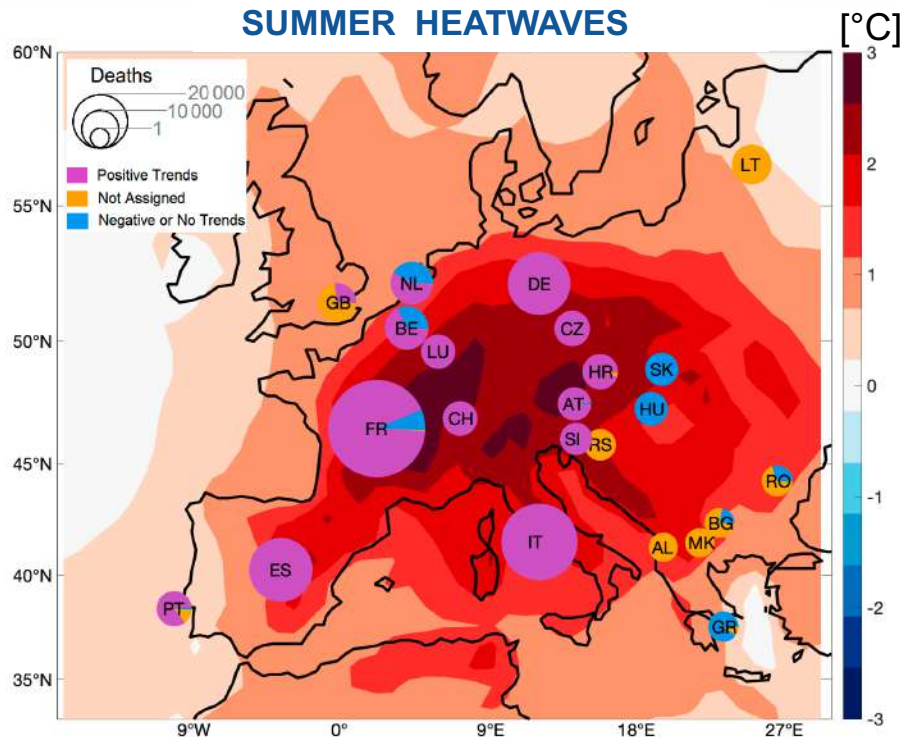 SUMMER HEATWAVES
[°C]
60°N
55°N
50°N
45°N
40°N
35°N
Deaths
20 000
10 000
1
Positive Trends
Not Assigned
Negative or No Trends
LT
NL
DE
GB
BE
CZ
LU
HR
SK
AT
HU
FR
CH
SI
RS
RO
BG
IT
AL
MK
ES
PT
GR
9°W
0°
9°E
18°E
27°E
3
2
1
0
-1
-2
-3